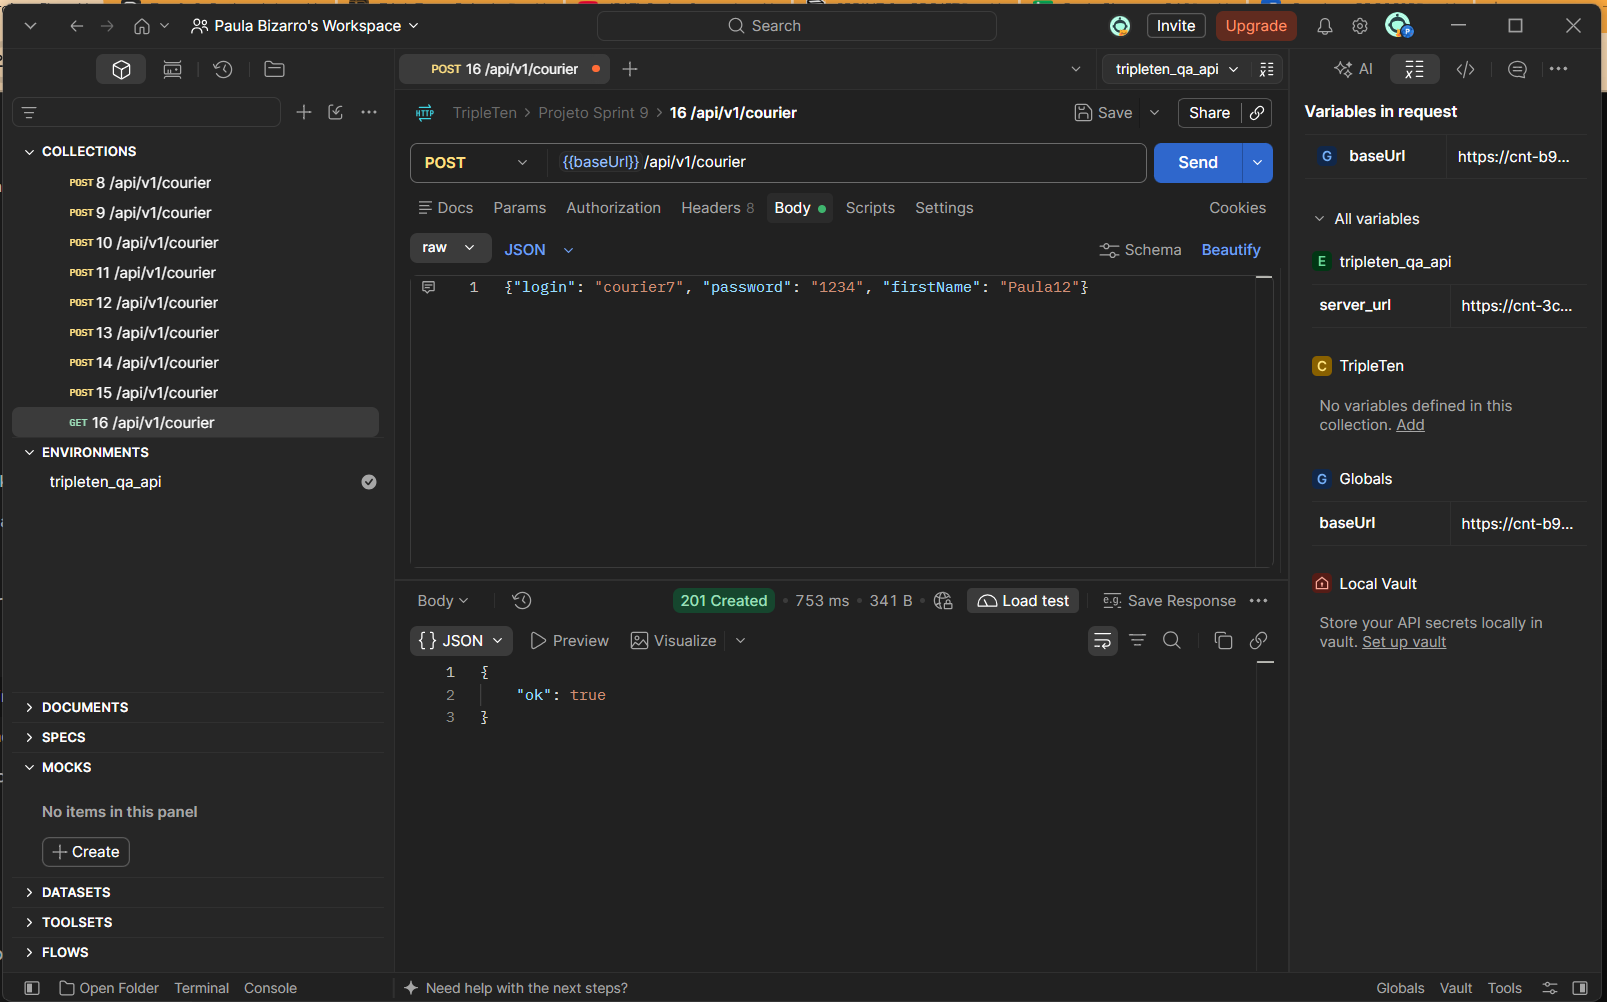 Paula Bizarro's Workspace
Search
Invite
Upgrade
POST 16 /api/v1/courier
tripleten_qa_api
AI
HTTP TripleTen > Projeto Sprint 9 > 16 /api/v1/courier
Save
Share
POST
{{baseUrl}} /api/v1/courier
Send
Docs Params Authorization Headers 8 Body Scripts Settings
Cookies
raw
JSON
Schema
Beautify
1 {"login": "courier7", "password": "1234", "firstName": "Paula12"}
COLLECTIONS
POST 8 /api/v1/courier
POST 9 /api/v1/courier
POST 10 /api/v1/courier
POST 11 /api/v1/courier
POST 12 /api/v1/courier
POST 13 /api/v1/courier
POST 14 /api/v1/courier
POST 15 /api/v1/courier
GET 16 /api/v1/courier
ENVIRONMENTS
tripleten_qa_api
DOCUMENTS
SPECS
MOCKS
No items in this panel
Create
DATASETS
TOOLSETS
FLOWS
Body
201 Created • 753 ms • 341 B •
Load test
e.g. Save Response
{} JSON
Preview
Visualize
1 {
2 "ok": true
3 }
Variables in request
G baseUrl https://cnt-b9...
All variables
E tripleten_qa_api
server_url https://cnt-3c...
C TripleTen
No variables defined in this
collection. Add
G Globals
baseUrl https://cnt-b9...
Local Vault
Store your API secrets locally in
vault. Set up vault
Open Folder Terminal Console
Need help with the next steps?
Globals Vault Tools